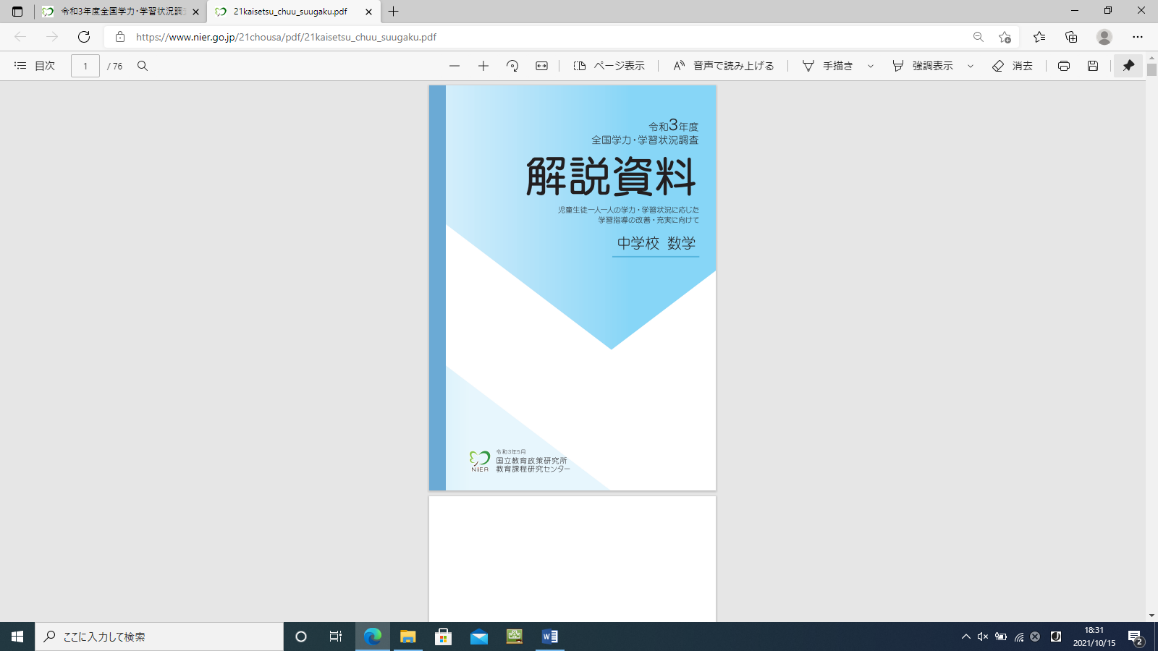 令和3年度全国学力・学習状況調
21kaisetsu_chuu_suugaku.pdf
https://www.nier.go.jp/21chousa/pdf/21kaisetsu_chuu_suugaku.pdf
目次
1
/ 76
ページ表示
音声で読み上げる
手描き
強調表示
消去
令和3年度
全国学力・学習状況調査
解説資料
児童生徒一人一人の学力・学習状況に応じた
学習指導の改善・充実に向けて
中学校 数学
NIER
令和3年5月
国立教育政策研究所
教育課程研究センター
ここに入力して検索
18:31
2021/10/15
2